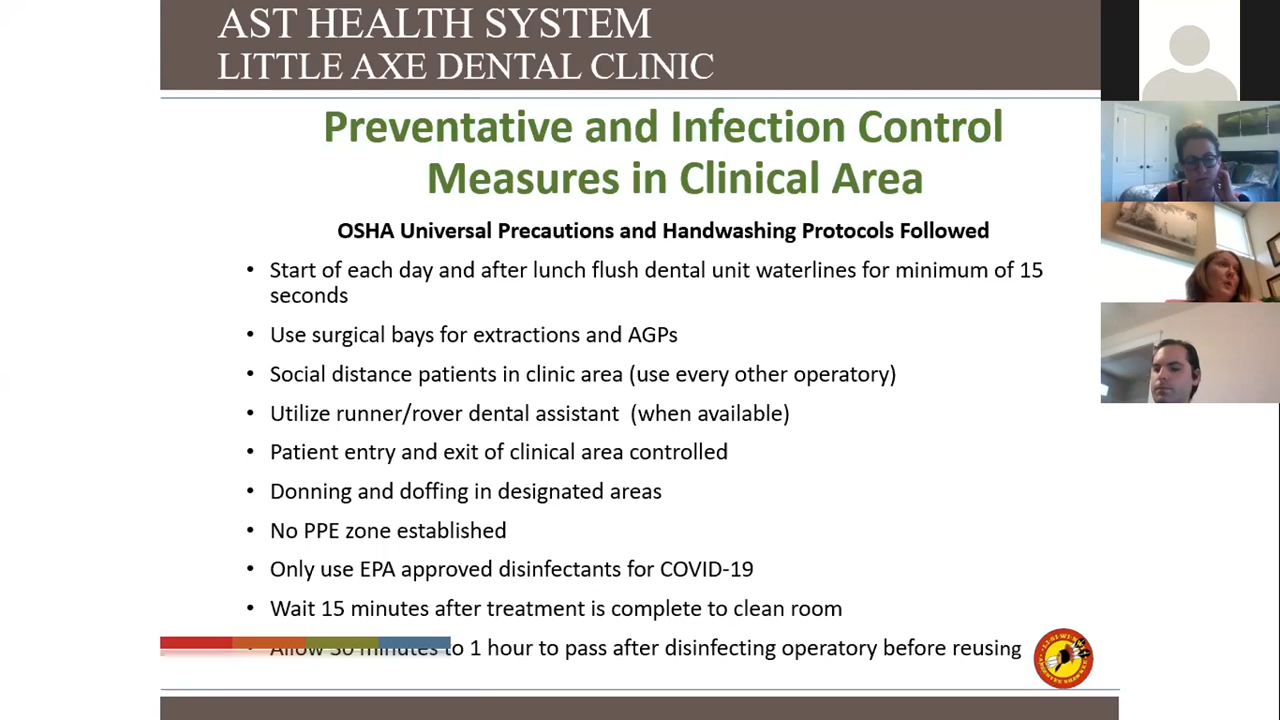 AST HEALTH SYSTEM
LITTLE AXE DENTAL CLINIC
Preventative and Infection Control
Measures in Clinical Area
OSHA Universal Precautions and Handwashing Protocols Followed
• Start of each day and after lunch flush dental unit waterlines for minimum of 15
seconds
• Use surgical bays for extractions and AGPs
• Social distance patients in clinic area (use every other operatory)
• Utilize runner/rover dental assistant (when available)
• Patient entry and exit of clinical area controlled
• Donning and doffing in designated areas
• No PPE zone established
• Only use EPA approved disinfectants for COVID-19
• Wait 15 minutes after treatment is complete to clean room
• Allow 30 minutes to 1 hour to pass after disinfecting operatory before reusing